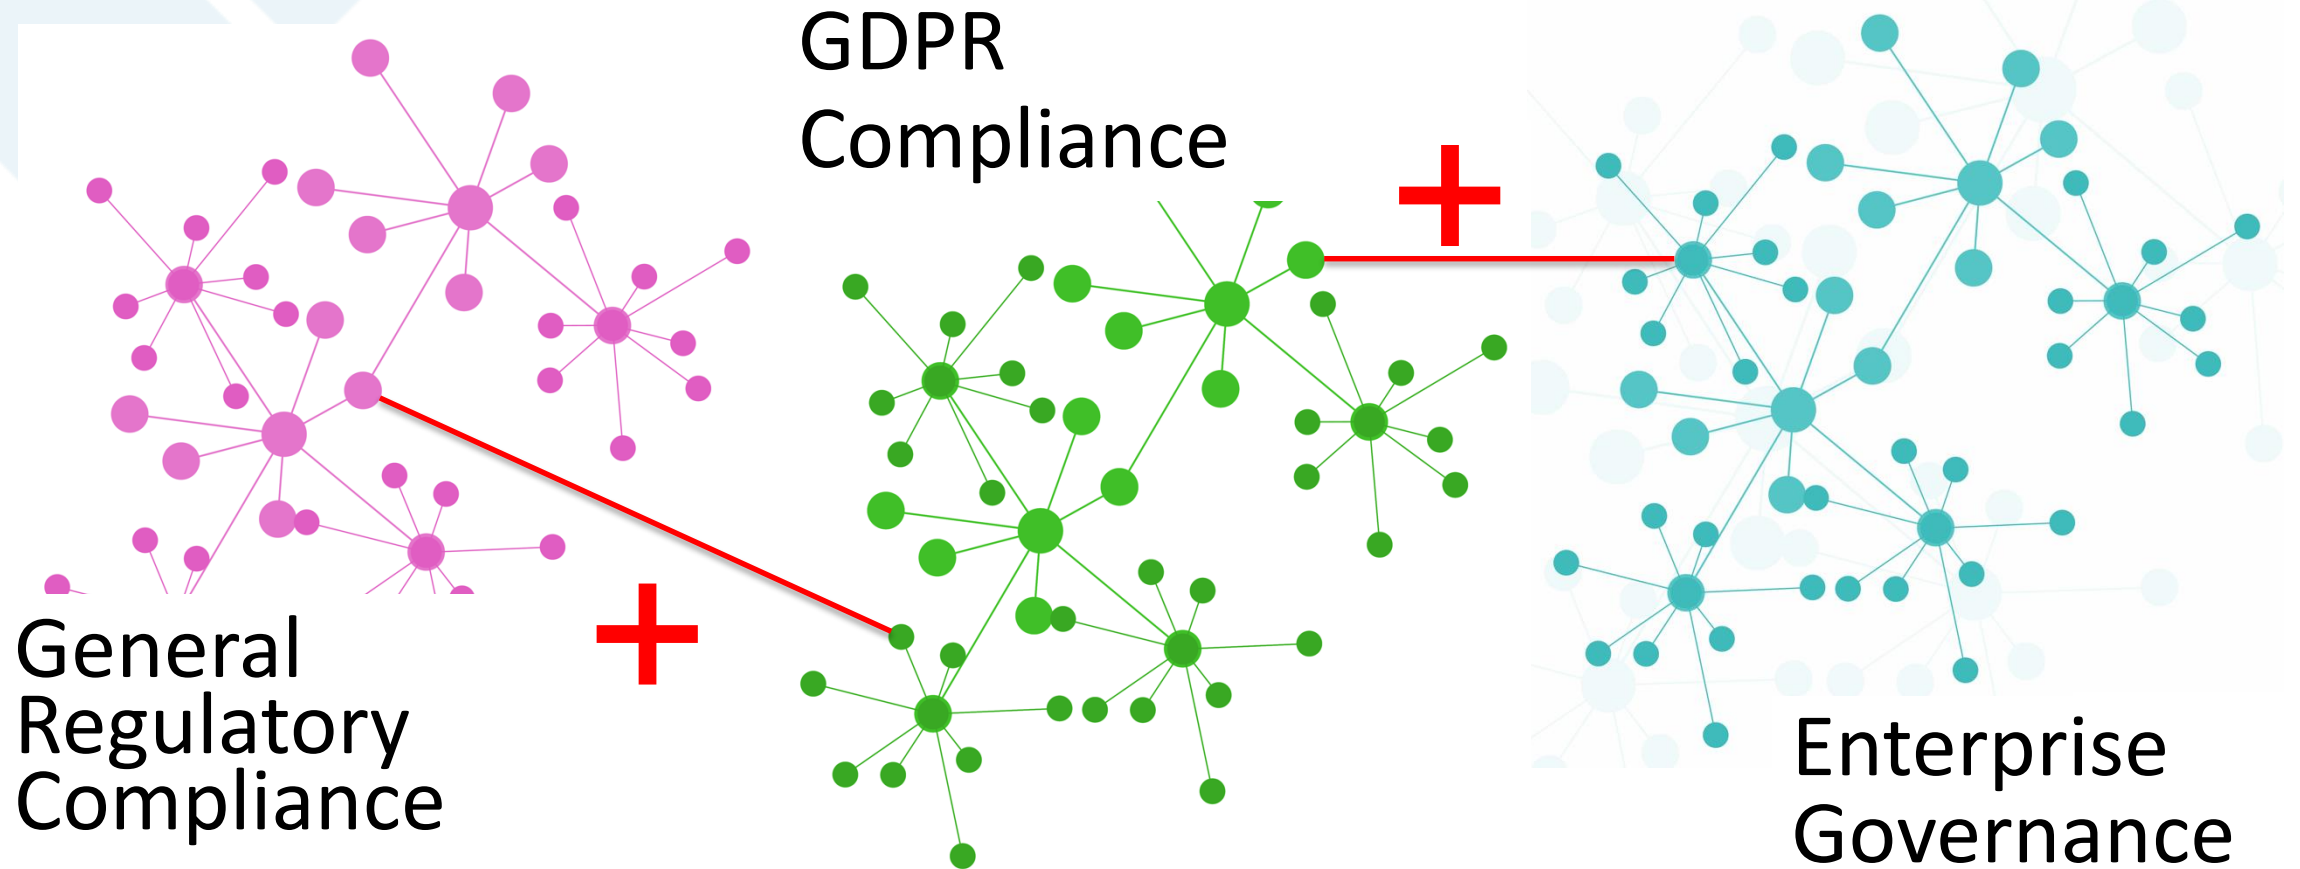 GDPR
Compliance
General
Regulatory
Compliance
Enterprise
Governance